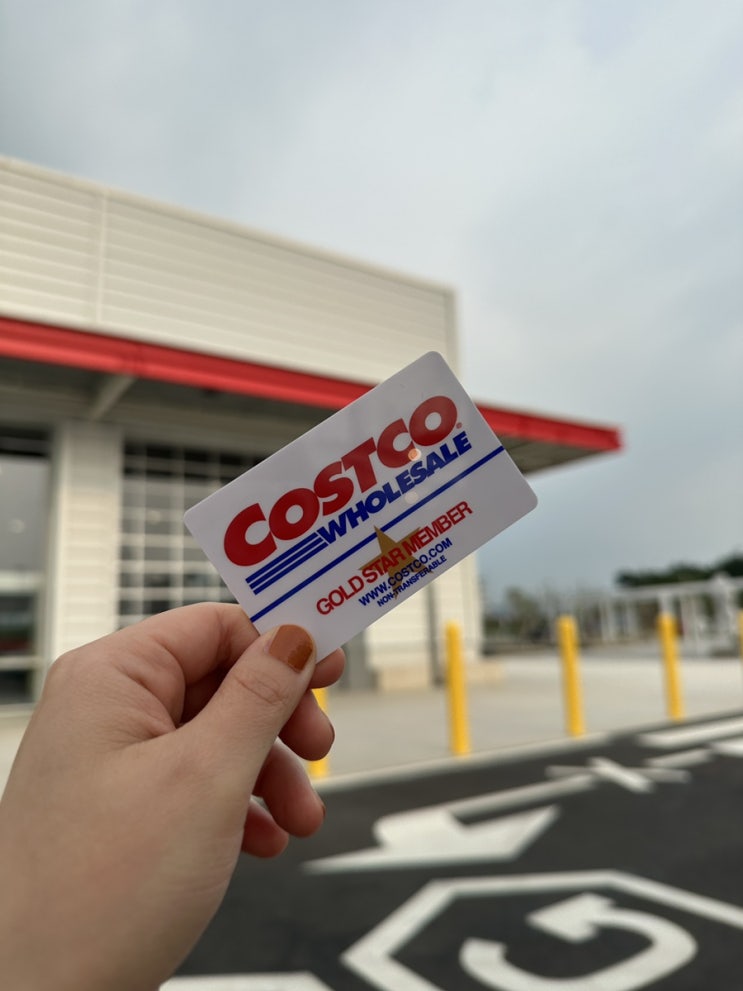 COSTCO
WHOLESALE
GOLD STAR MEMBER
WWW.COSTCO.COM
NON-TRANSFERABLE